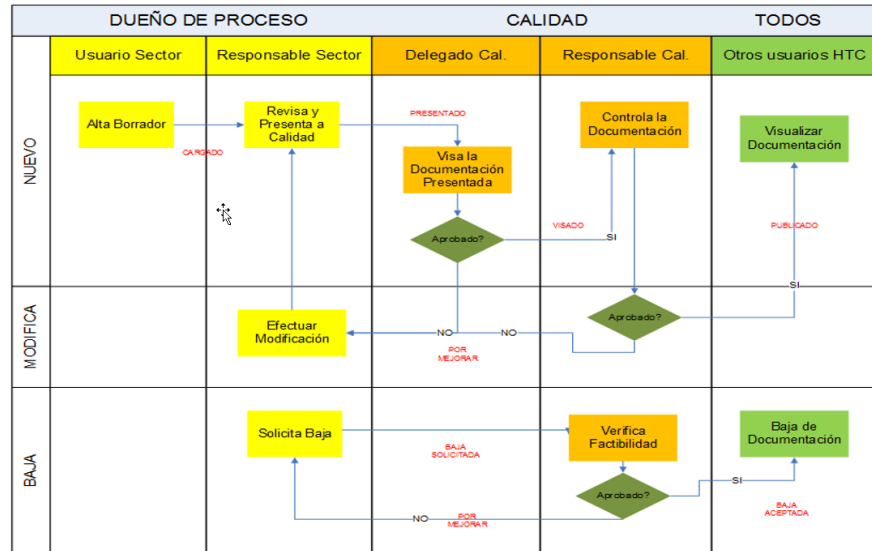 DUEÑO DE PROCESO
CALIDAD
TODOS
Usuario Sector
Responsable Sector
Delegado Cal.
Responsable Cal.
Otros usuarios HTC
NUEVO
Alta Borrador
CARGADO
Revisa y
Presenta a
Calidad
PRESENTADO
Visa la
Documentación
Presentada
Aprobado?
VISADO
SI
Controla la
Documentación
Visualizar
Documentación
PUBLICADO
SI
MODIFICA
Efectuar
Modificación
NO
NO
POR
MEJORAR
Aprobado?
BAJA
Solicita Baja
BAJA
SOLICITADA
Verifica
Factibilidad
Aprobado?
NO
POR
MEJORAR
SI
Baja de
Documentación
BAJA
ACEPTADA